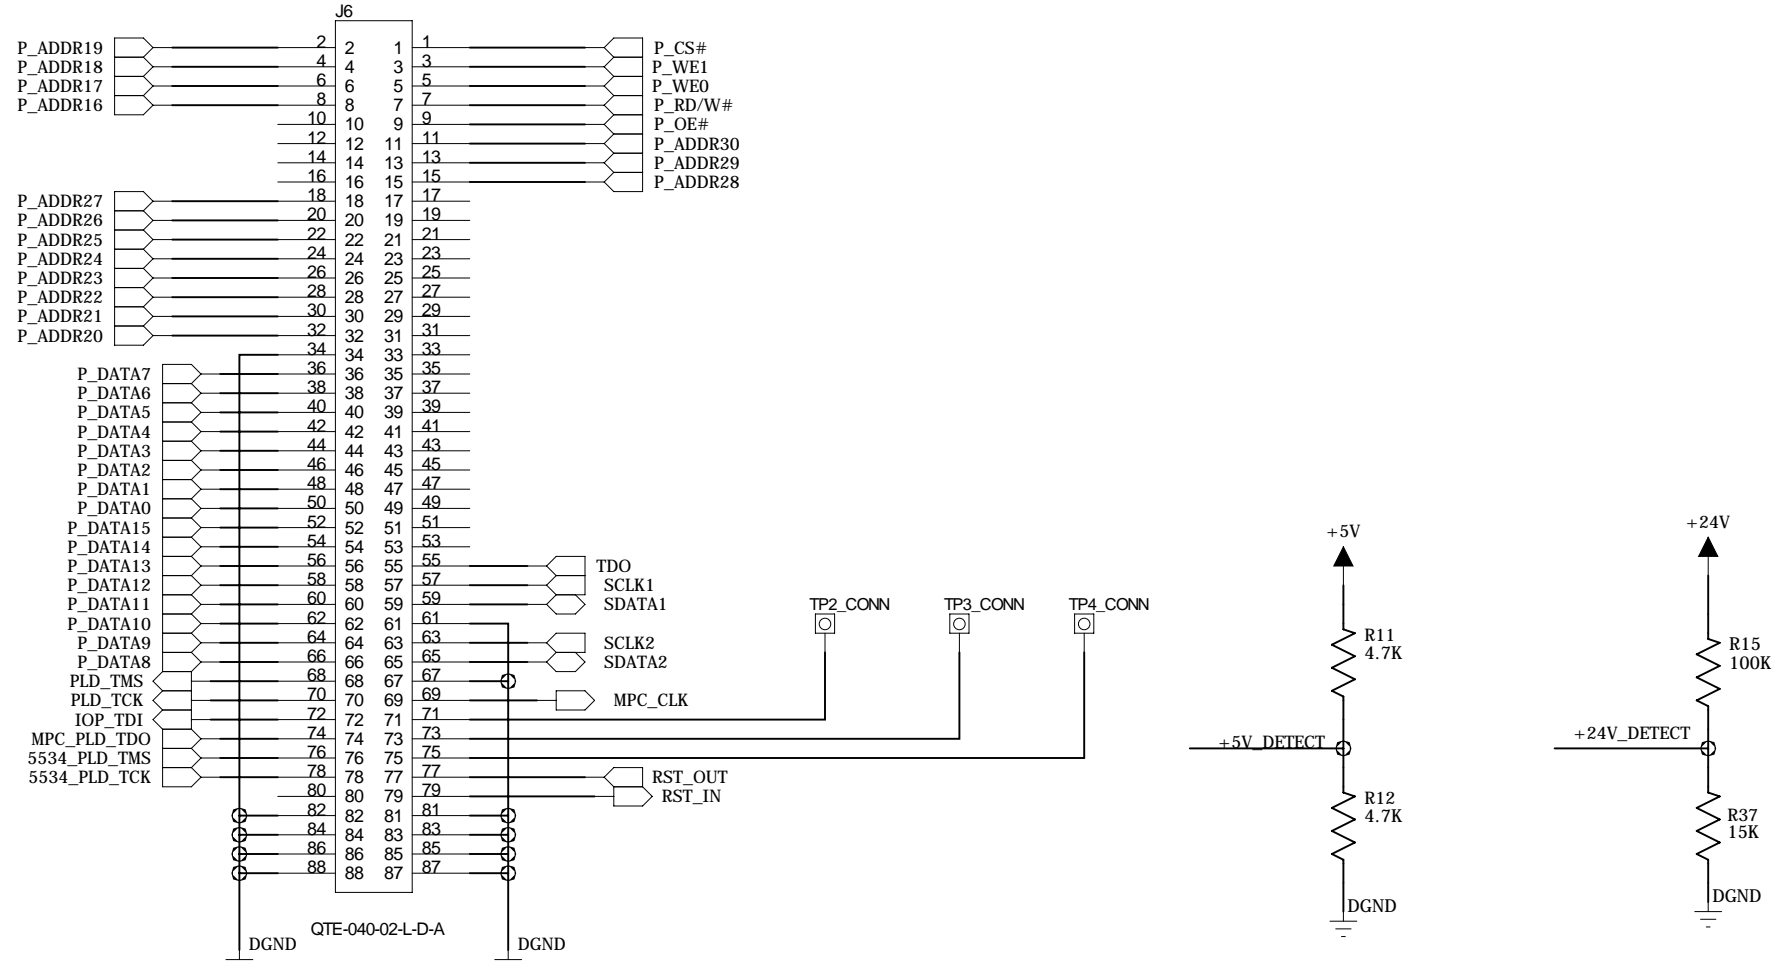 J6
P_ADDR19 2 2 1 1 P_CS#
P_ADDR18 4 4 3 3 P_WE1
P_ADDR17 6 6 5 5 P_WE0
P_ADDR16 8 8 7 7 P_RD/W#
10 10 9 9 P_OE#
12 12 11 11 P_ADDR30
14 14 13 13 P_ADDR29
16 16 15 15 P_ADDR28
P_ADDR27 18 18 17 17
P_ADDR26 20 20 19 19
P_ADDR25 22 22 21 21
P_ADDR24 24 24 23 23
P_ADDR23 26 26 25 25
P_ADDR22 28 28 27 27
P_ADDR21 30 30 29 29
P_ADDR20 32 32 31 31
34 34 33 33
P_DATA7 36 36 35 35
P_DATA6 38 38 37 37
P_DATA5 40 40 39 39
P_DATA4 42 42 41 41
P_DATA3 44 44 43 43
P_DATA2 46 46 45 45
P_DATA1 48 48 47 47
P_DATA0 50 50 49 49
P_DATA15 52 52 51 51
P_DATA14 54 54 53 53
P_DATA13 56 56 55 55 TDO
P_DATA12 58 58 57 57 SCLK1
P_DATA11 60 60 59 59 SDATA1
P_DATA10 62 62 61 61
P_DATA9 64 64 63 63 SCLK2
P_DATA8 66 66 65 65 SDATA2
PLD_TMS 68 68 67 67
PLD_TCK 70 70 69 69 MPC_CLK
IOP_TDI 72 72 71 71
MPC_PLD_TDO 74 74 73 73
5534_PLD_TMS 76 76 75 75
5534_PLD_TCK 78 78 77 77 RST_OUT
80 80 79 79 RST_IN
82 82 81 81
84 84 83 83
86 86 85 85
88 88 87 87
QTE-040-02-L-D-A
DGND
DGND
TP2_CONN
TP3_CONN
TP4_CONN
+5V
R11
4.7K
+5V_DETECT
R12
4.7K
DGND
+24V
R15
100K
+24V_DETECT
R37
15K
DGND